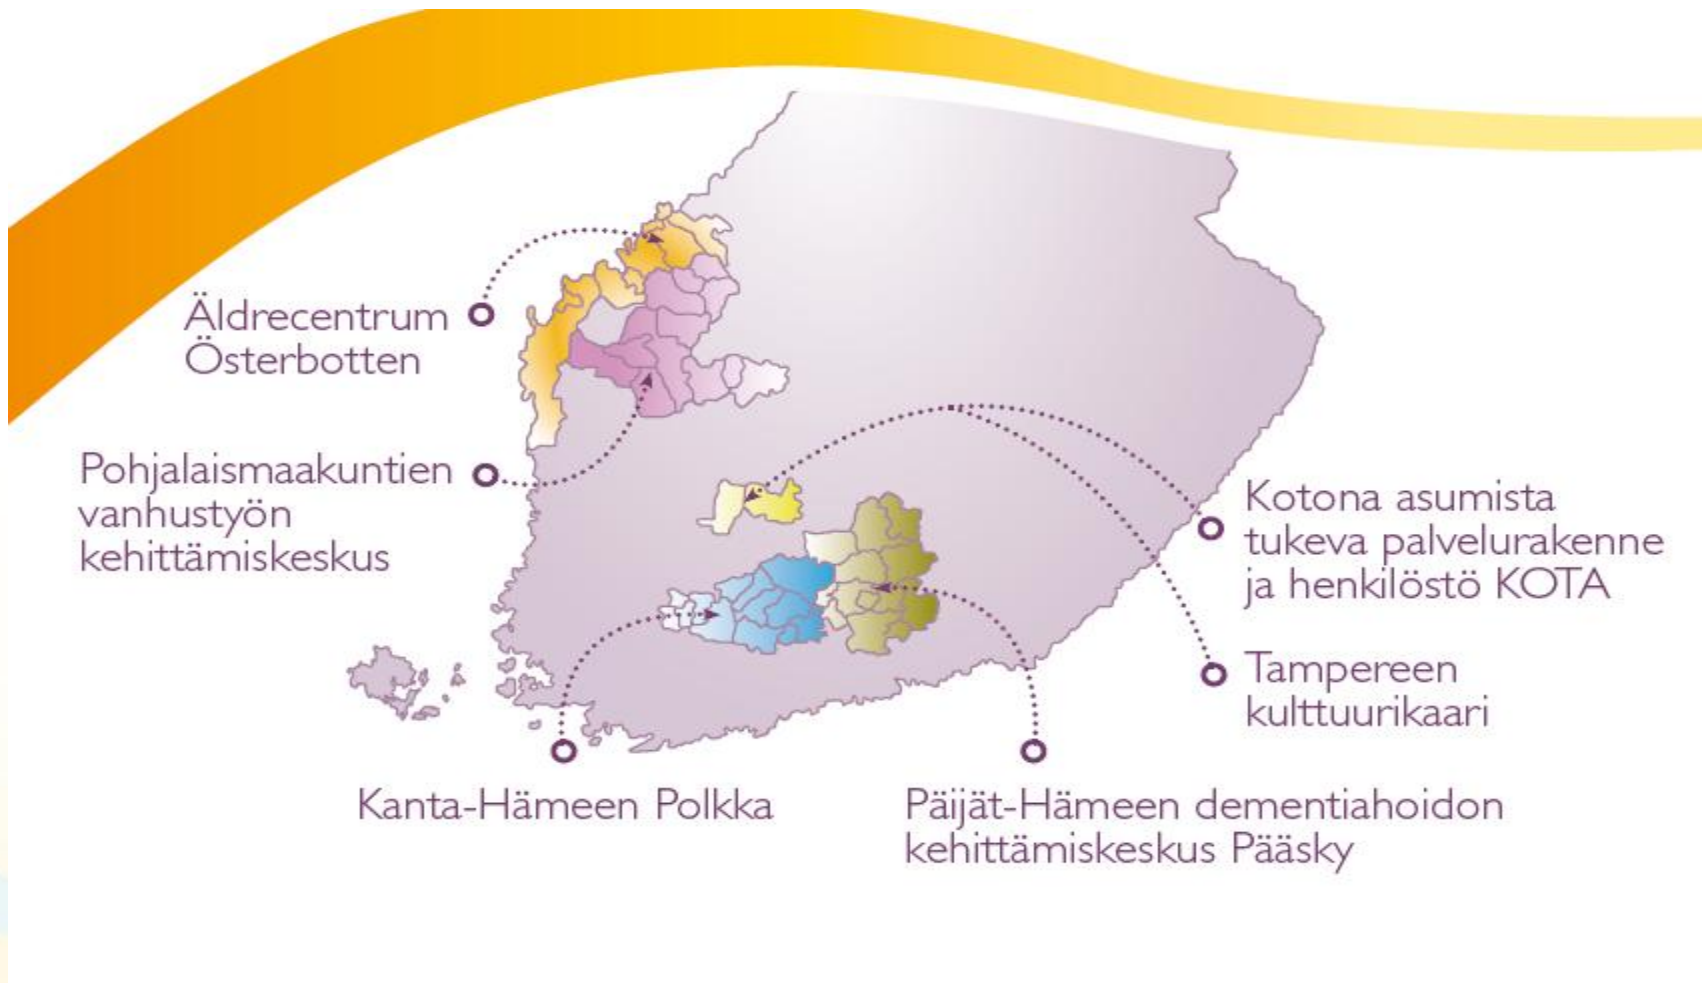 Äldrecentrum
Österbotten
Pohjalaismaakuntien
vanhustyön
kehittämiskeskus
Kotona asumista
tukeva palvelurakenne
ja henkilöstö KOTA
Tampereen
kulttuurikaari
Kanta-Hämeen Polkka
Päijät-Hämeen dementiahoidon
kehittämiskeskus Pääsky